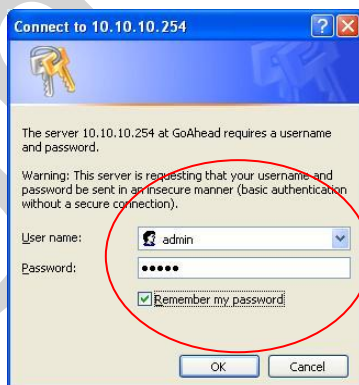 Connect to 10.10.10.254
The server 10.10.10.254 at GoAhead requires a username
and password.
Warning: This server is requesting that your username and
password be sent in an insecure manner (basic authentication
without a secure connection).
User name:
admin
Password:
•••••
Remember my password
OK
Cancel